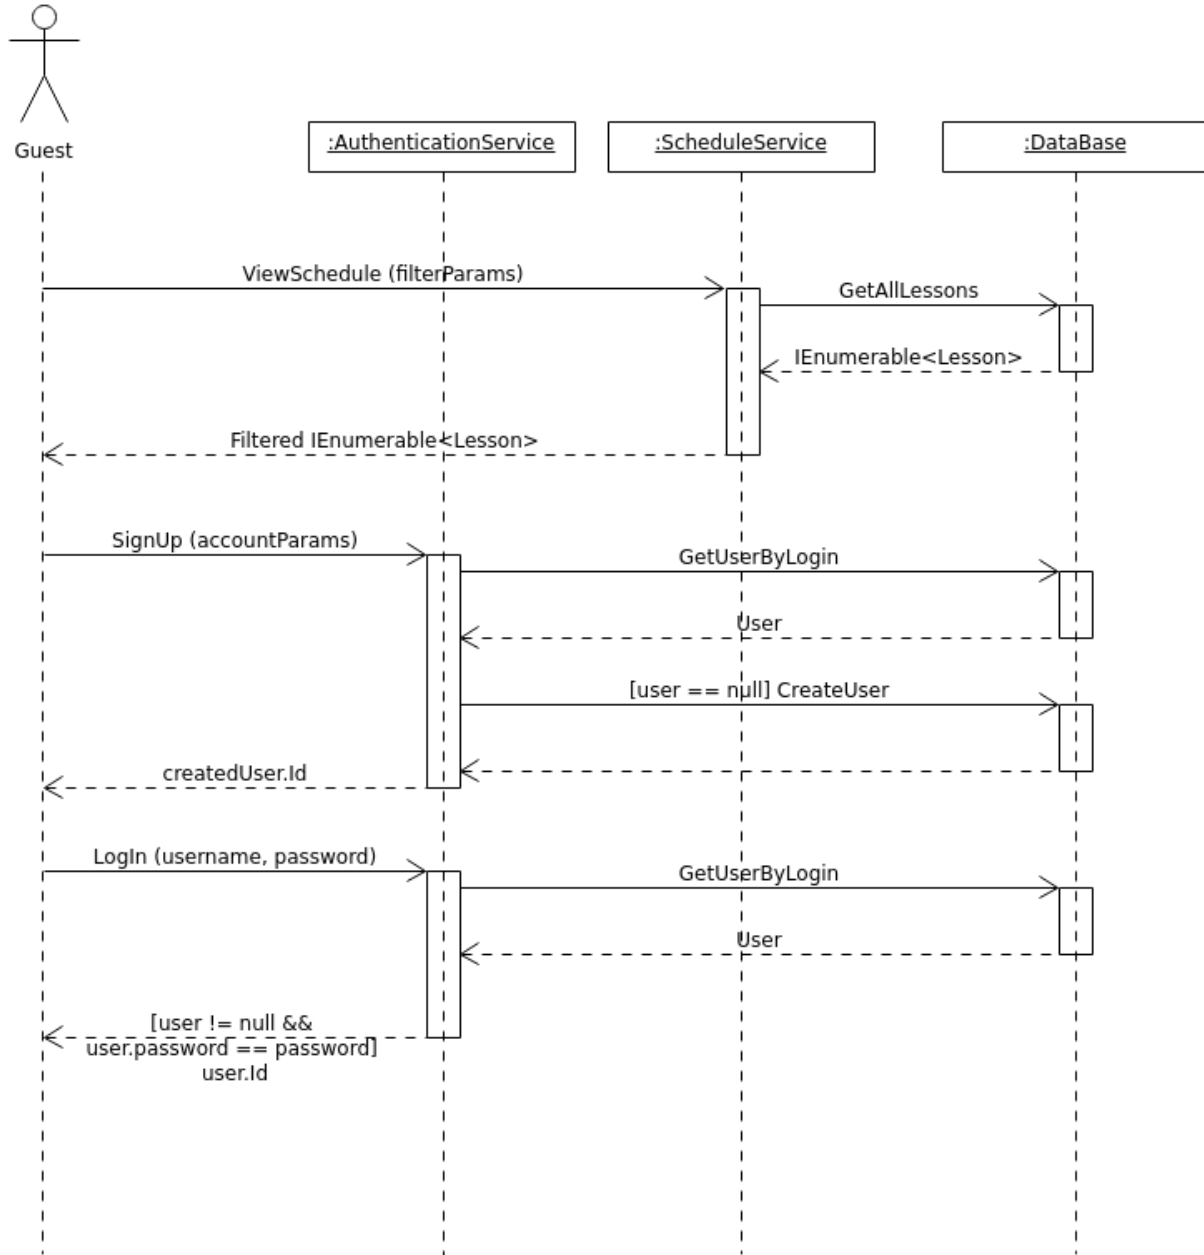 Guest
:AuthenticationService
:ScheduleService
:DataBase
ViewSchedule (filterParams)
GetAllLessons
IEnumerable<Lesson>
Filtered IEnumerable<Lesson>
SignUp (accountParams)
GetUserByLogin
User
[user == null] CreateUser
createdUser.Id
LogIn (username, password)
GetUserByLogin
User
[user != null &&
user.password == password]
user.Id